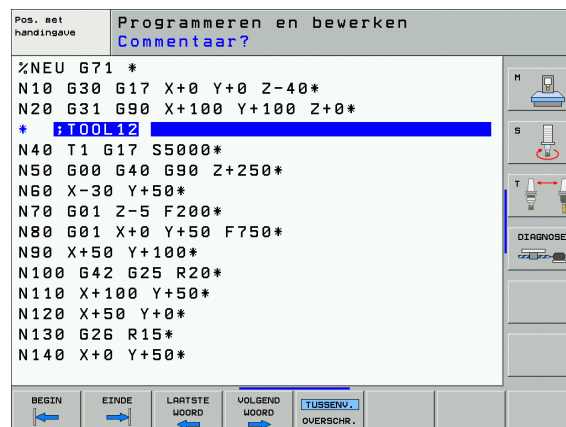 Pos. met
handingave
Programmeren en bewerken
Commentaar?
%NEU G71 *
N10 G30 G17 X+0 Y+0 Z-40*
N20 G31 G90 X+100 Y+100 Z+0*
* ;TOOL12
N40 T1 G17 S5000*
N50 G00 G40 G90 Z+250*
N60 X-30 Y+50*
N70 G01 Z-5 F200*
N80 G01 X+0 Y+50 F750*
N90 X+50 Y+100*
N100 G42 G25 R20*
N110 X+100 Y+50*
N120 X+50 Y+0*
N130 G26 R15*
N140 X+0 Y+50*
M
S
T
DIAGNOSE
BEGIN
EINDE
LAATSTE
WOORD
VOLGEND
WOORD
TUSSENV.
OVERSCHR.